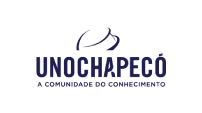 UNOCHAPECÓ
A COMUNIDADE DO CONHECIMENTO